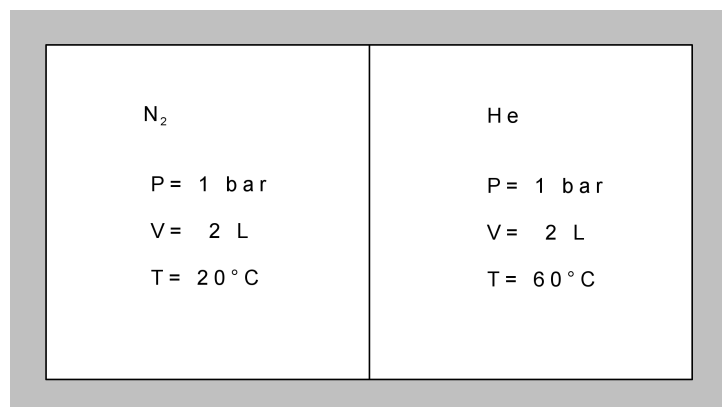 N₂
P= 1 bar
V= 2 L
T= 20°C
He
P= 1 bar
V= 2 L
T= 60°C